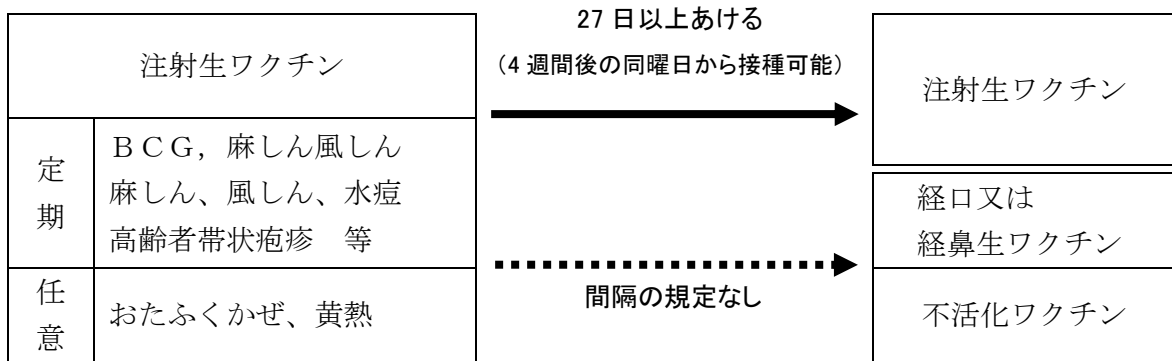 27 日以上あける
（4 週間後の同曜日から接種可能）
注射生ワクチン
注射生ワクチン
定期
ＢＣＧ，麻しん風しん
麻しん、風しん、水痘
高齢者帯状疱疹　等
経口又は
経鼻生ワクチン
間隔の規定なし
任意
おたふくかぜ、黄熱
不活化ワクチン